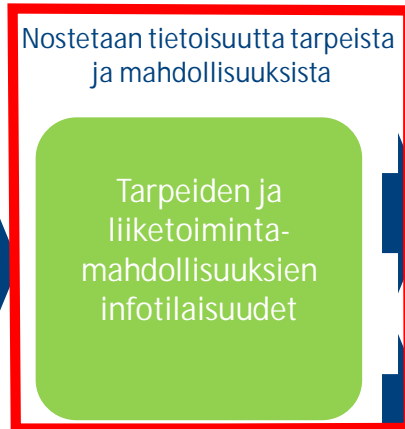 Nostetaan tietoisuutta tarpeista
ja mahdollisuuksista
Tarpeiden ja
liiketoiminta-
mahdollisuuksien
infotilaisuudet